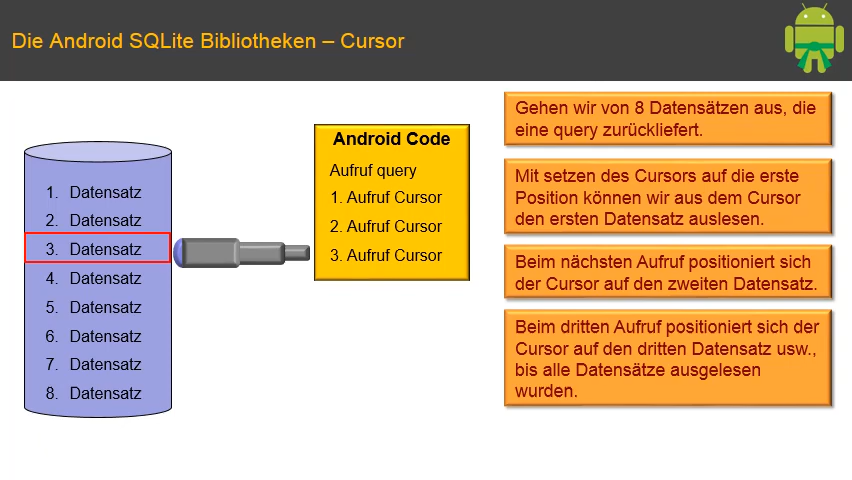 Die Android SQLite Bibliotheken – Cursor
1. Datensatz
2. Datensatz
3. Datensatz
4. Datensatz
5. Datensatz
6. Datensatz
7. Datensatz
8. Datensatz
Android Code
Aufruf query
1. Aufruf Cursor
2. Aufruf Cursor
3. Aufruf Cursor
Gehen wir von 8 Datensätzen aus, die
eine query zurückliefert.
Mit setzen des Cursors auf die erste
Position können wir aus dem Cursor
den ersten Datensatz auslesen.
Beim nächsten Aufruf positioniert sich
der Cursor auf den zweiten Datensatz.
Beim dritten Aufruf positioniert sich der
Cursor auf den dritten Datensatz usw.,
bis alle Datensätze ausgelesen
wurden.